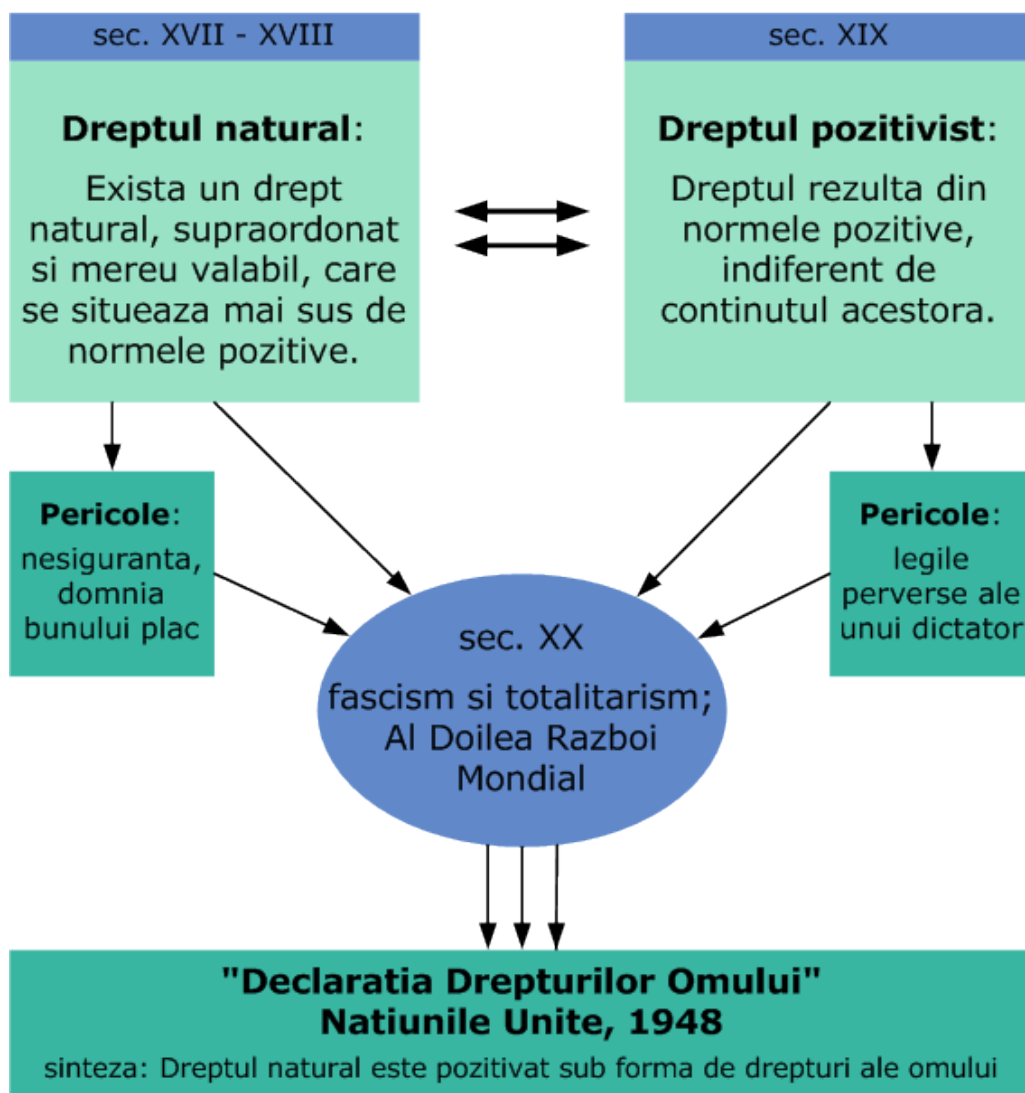 sec. XVII - XVIII
Dreptul natural:
Exista un drept
natural, supraordonat
si mereu valabil, care
se situeaza mai sus de
normele pozitive.
sec. XIX
Dreptul pozitivist:
Dreptul rezulta din
normele pozitive,
indiferent de
continutul acestora.
Pericole:
nesiguranta,
domnia
bunului plac
Pericole:
legile
perverse ale
unui dictator
sec. XX
fascism si totalitarism;
Al Doilea Razboi
Mondial
"Declaratia Drepturilor Omului"
Natiunile Unite, 1948
sinteza: Dreptul natural este pozitivat sub forma de drepturi ale omului